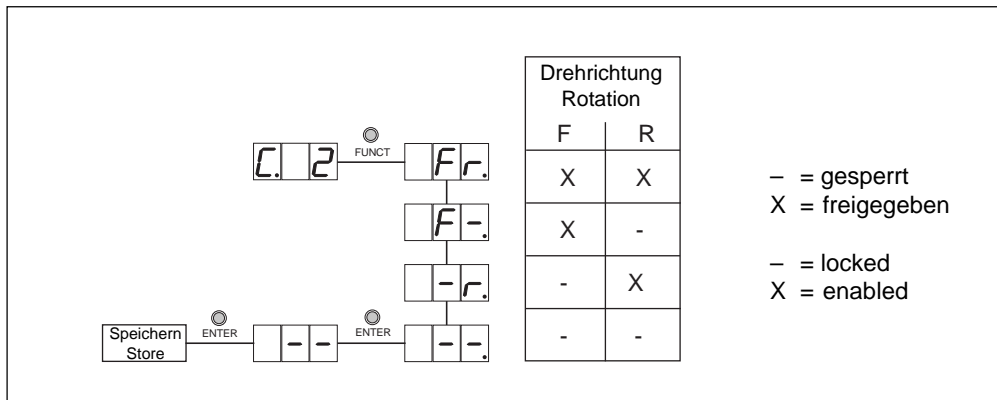 Drehrichtung
Rotation
F R
C. 2 FUNCT Fr. X X
F-. X -
-r. - X
Speichern
Store ENTER -- ENTER --. - -
– = gesperrt
X = freigegeben
– = locked
X = enabled